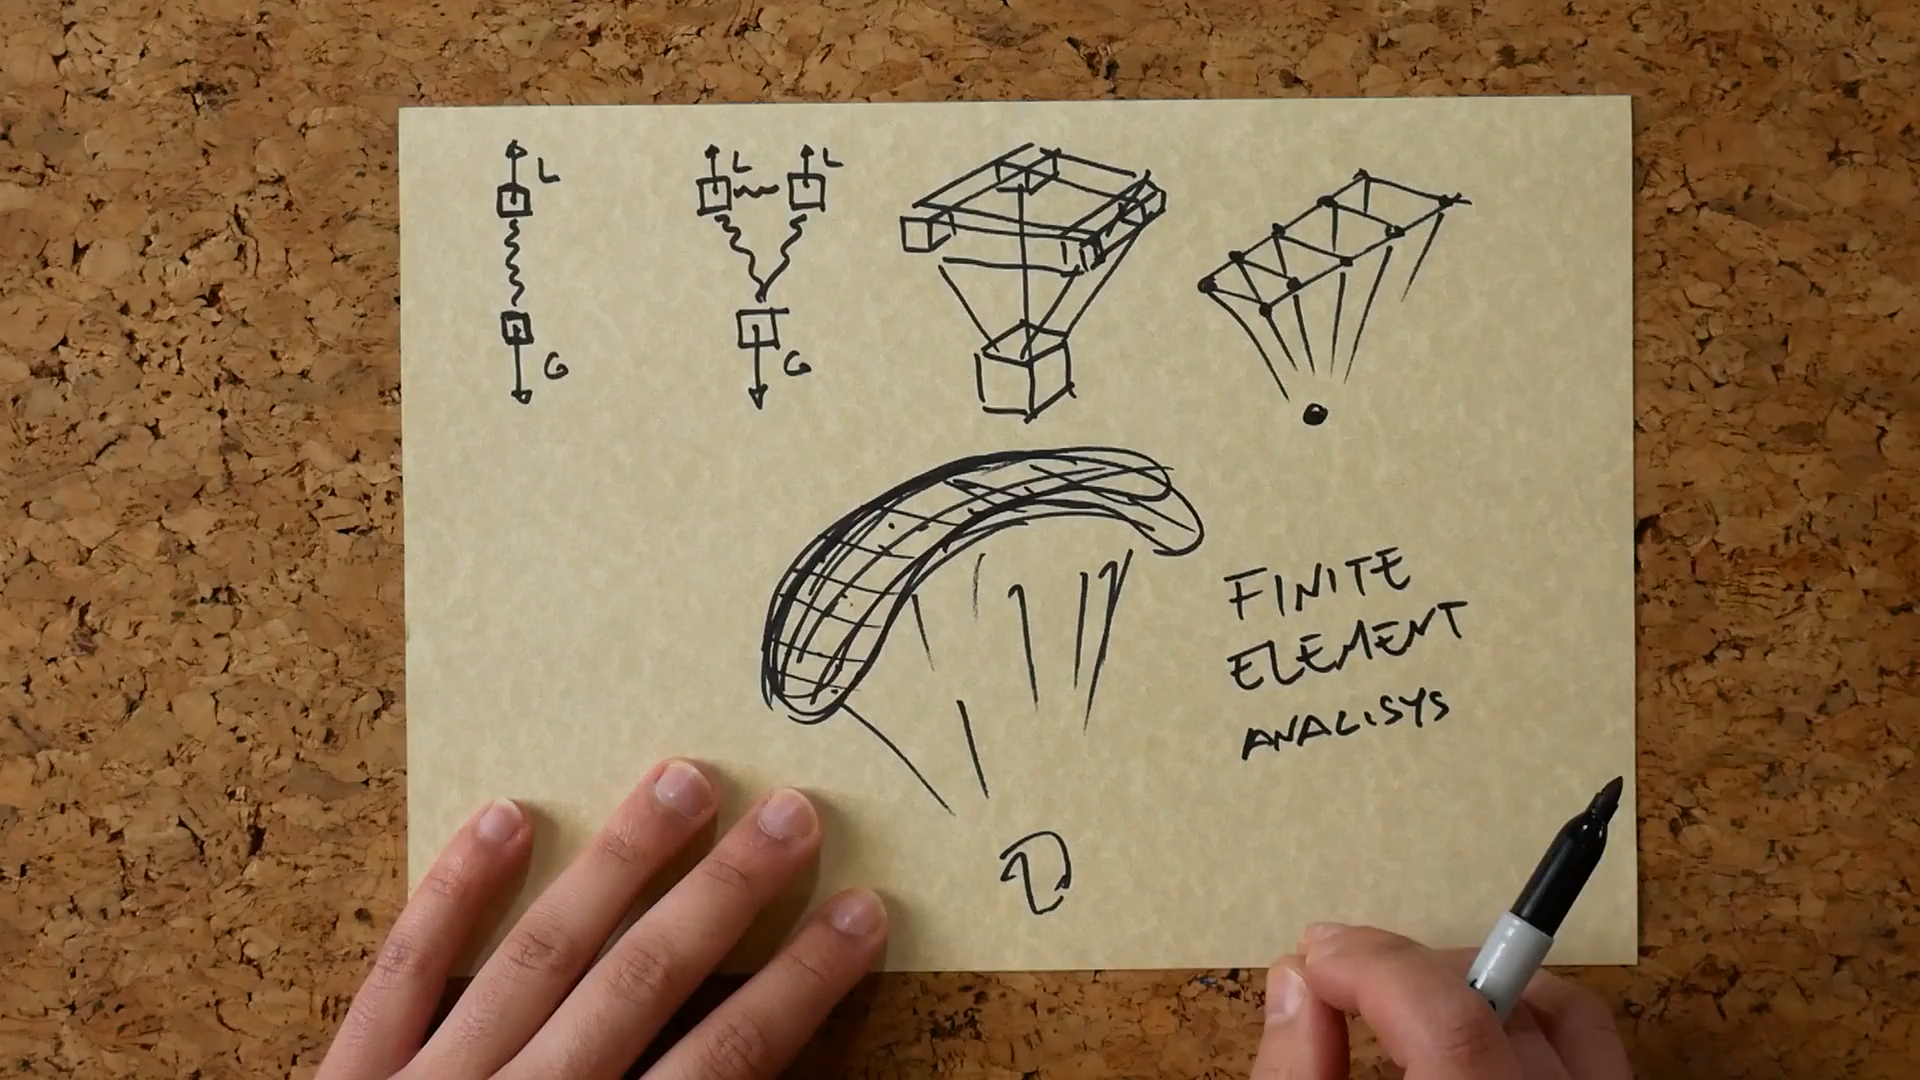 L
L L
G
G
FINITE
ELEMENT
ANALISYS